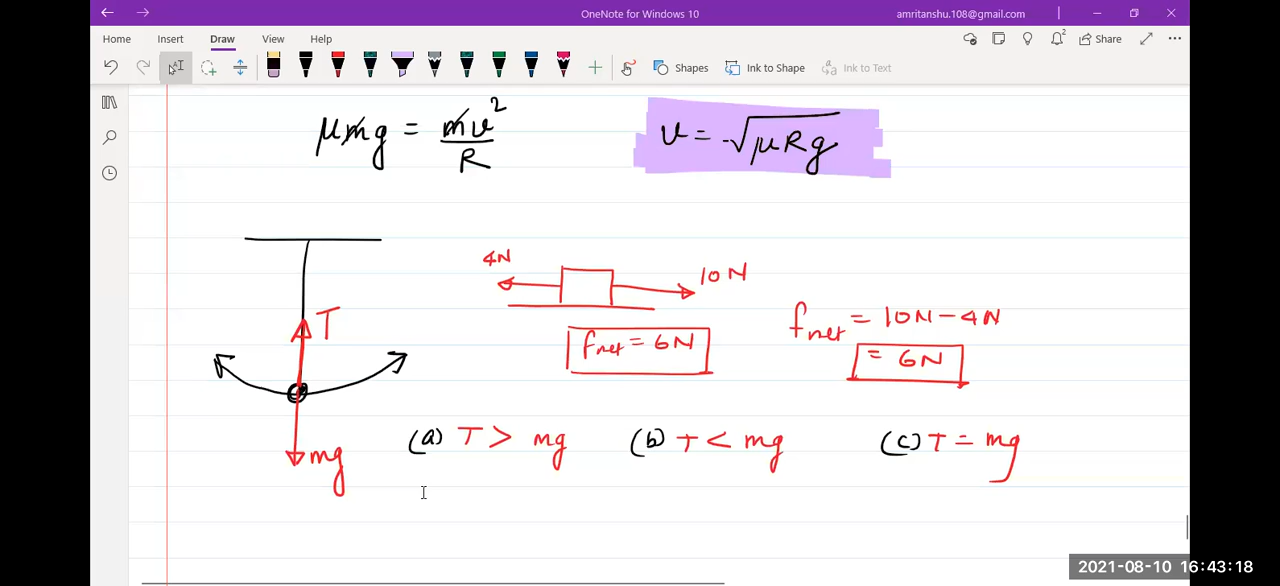 OneNote for Windows 10
amritanshu.108@gmail.com
Home Insert Draw View Help
Share
Shapes Ink to Shape Ink to Text
μmg = mv²/R
v = √μRg
4N
10N
T
fnet = 10N - 4N
fnet = 6N
= 6N
(a) T > mg (b) T < mg (c) T = mg
mg
2021-08-10 16:43:18